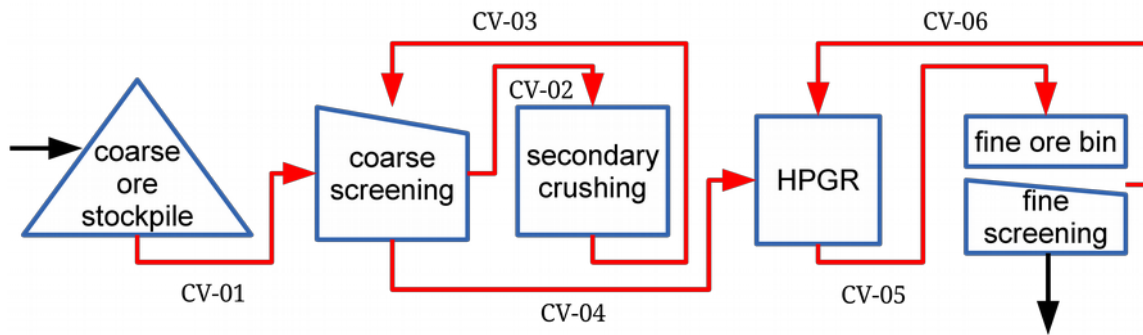 CV-03
CV-06
CV-02
coarse
ore
stockpile
coarse
screening
secondary
crushing
HPGR
fine ore bin
fine
screening
CV-01
CV-04
CV-05